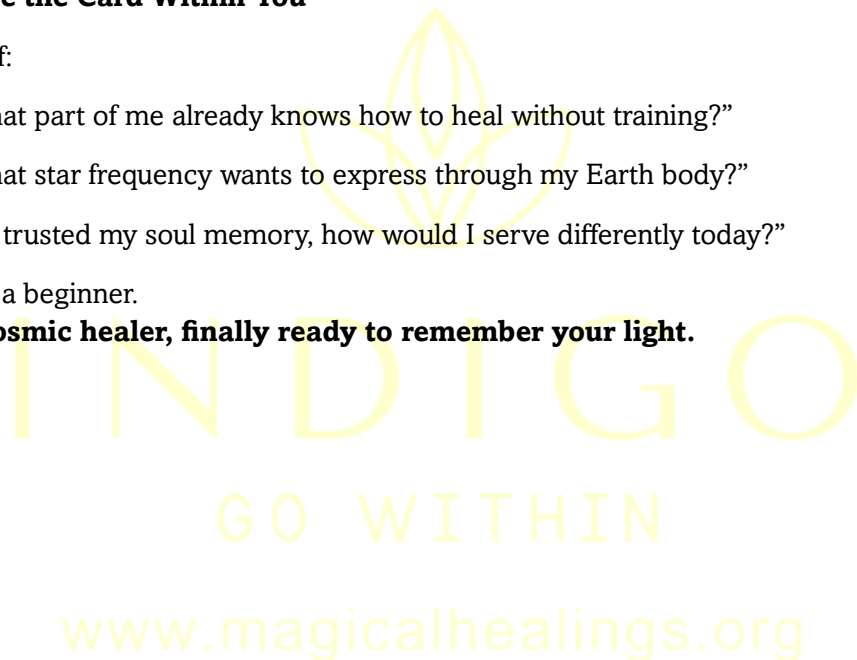 e the Card Within You
f:
hat part of me already knows how to heal without training?”
hat star frequency wants to express through my Earth body?”
trusted my soul memory, how would I serve differently today?”
a beginner.
osmic healer, finally ready to remember your light.
INDIGO
GO WITHIN
www.magicalhealings.org